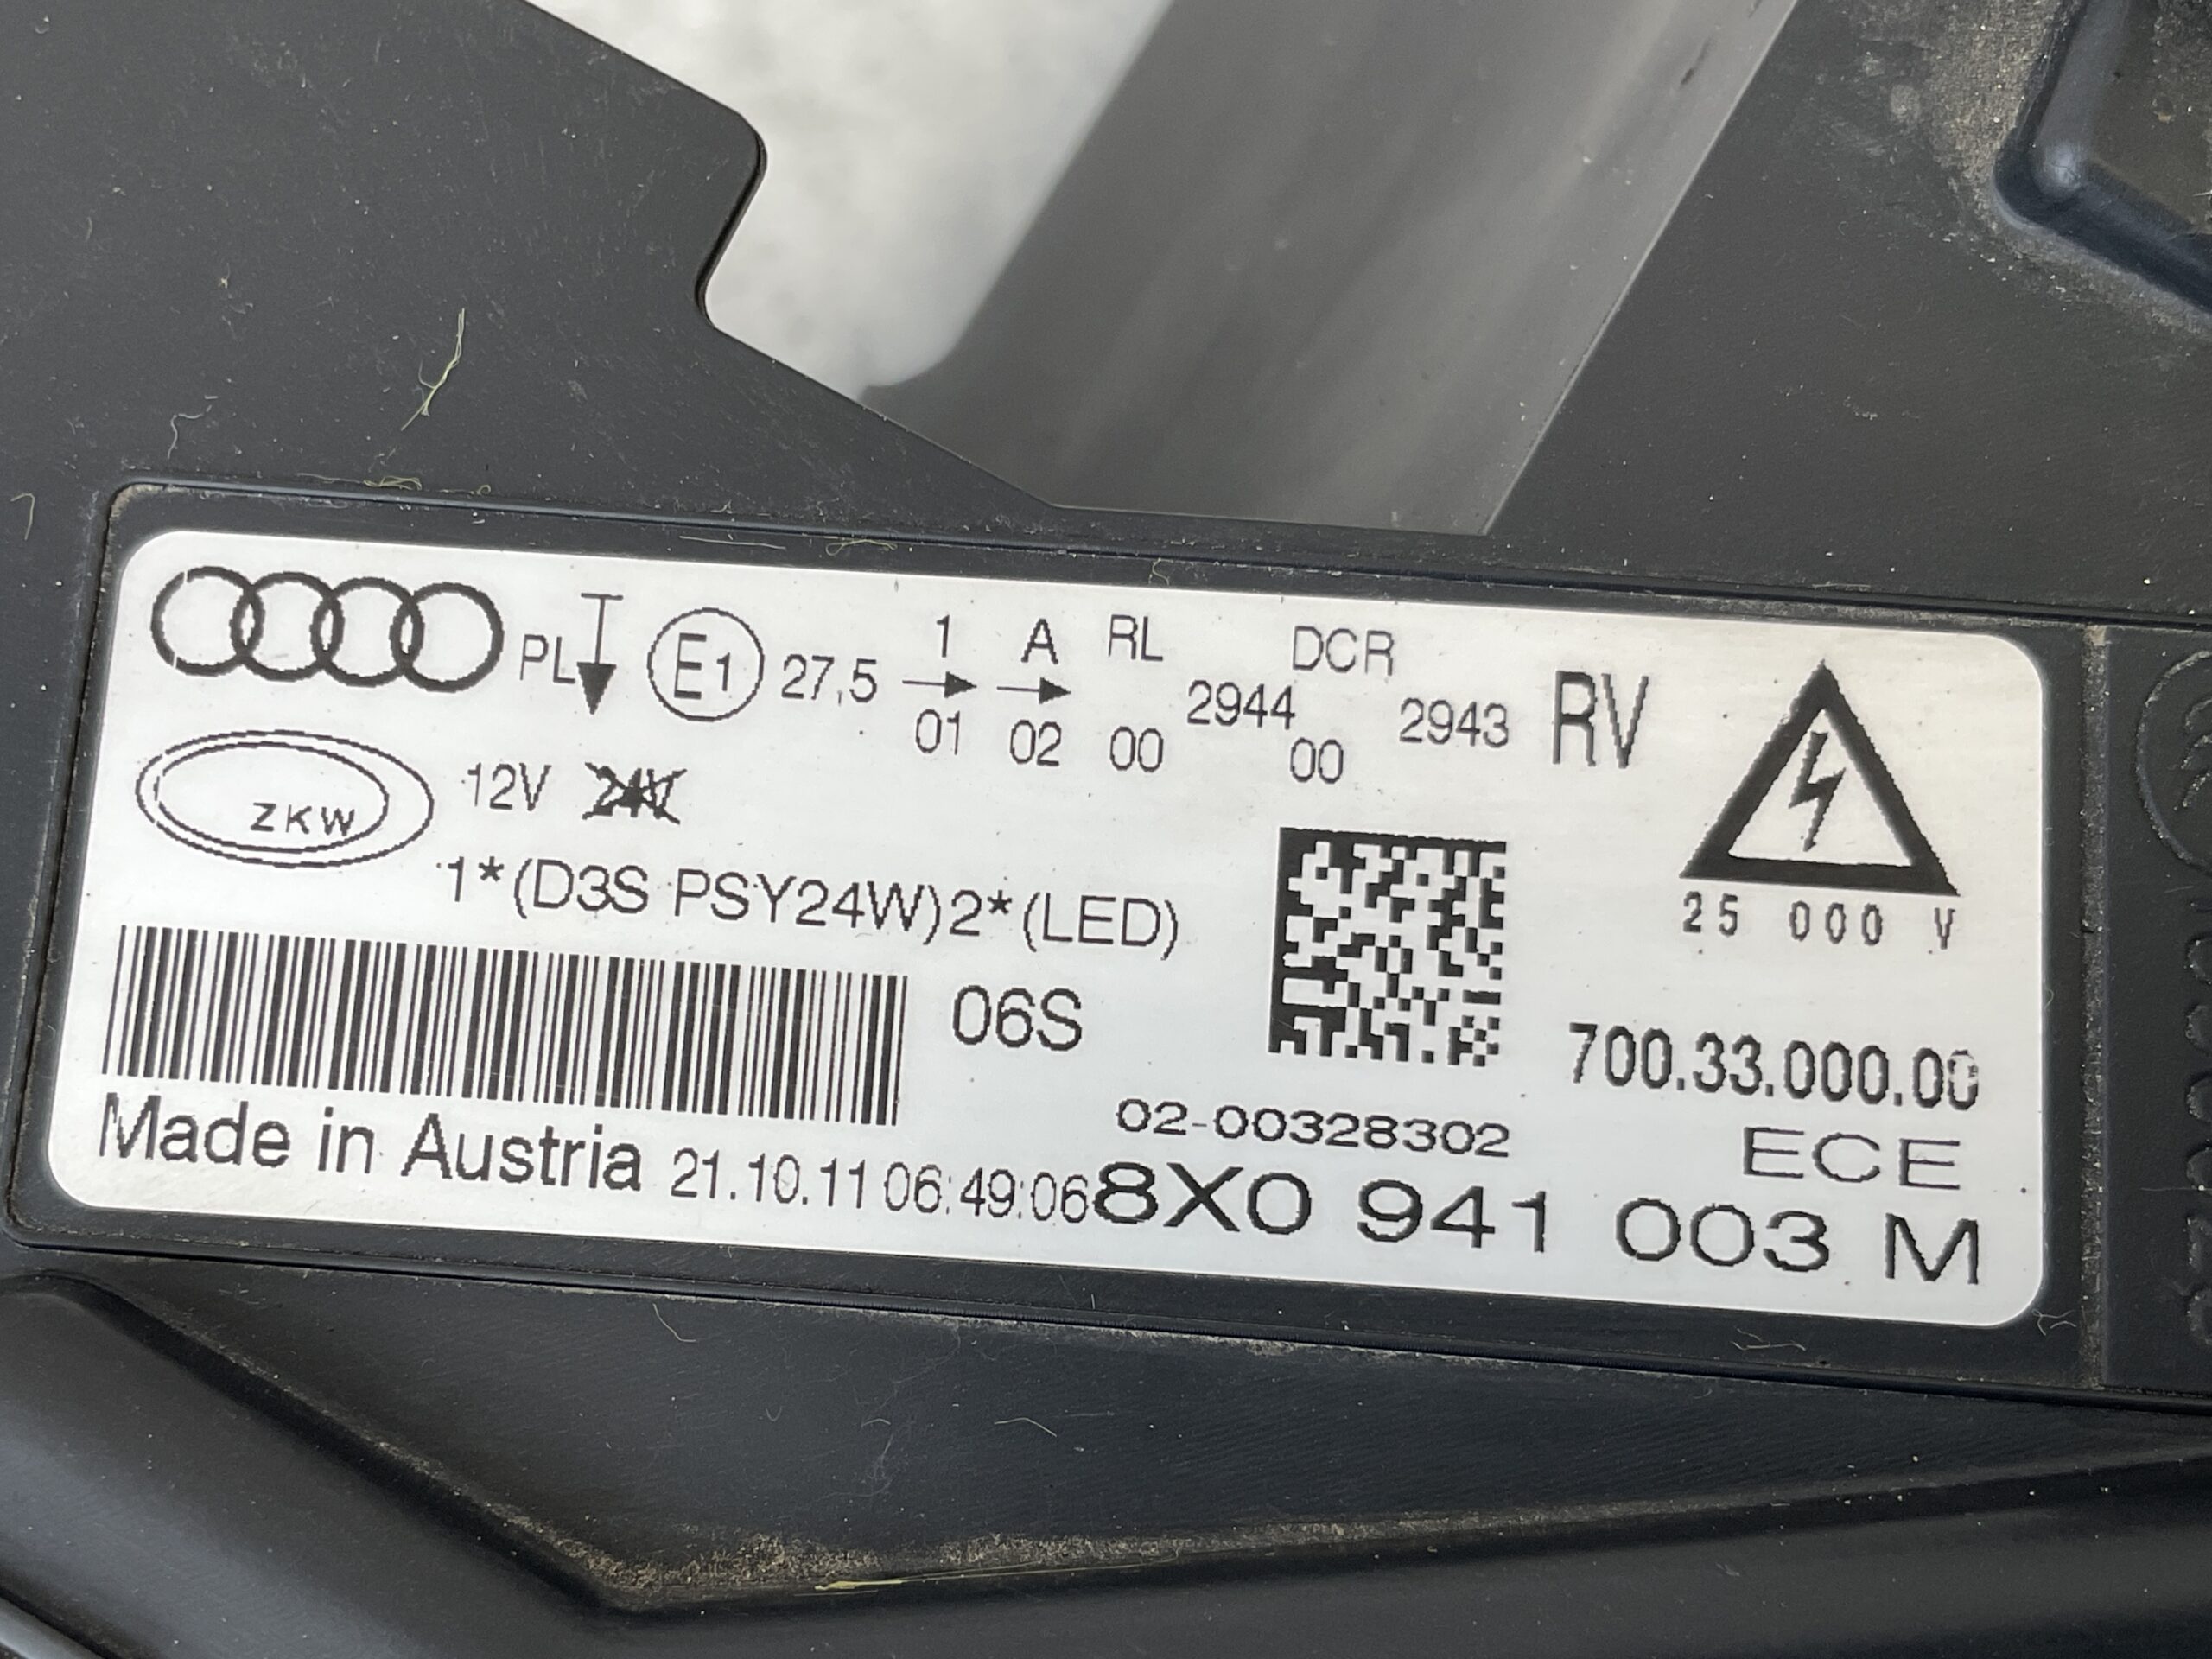 PL E1 27,5 1 A RL DCR
01 02 00 2944 00 2943 RV
ZKW 12V 24V
1*(D3S PSY24W)2*(LED)
25 000 V
06S
700.33.000.00
02-00328302
ECE
Made in Austria 21.10.11 06:49:06 8X0 941 003 M